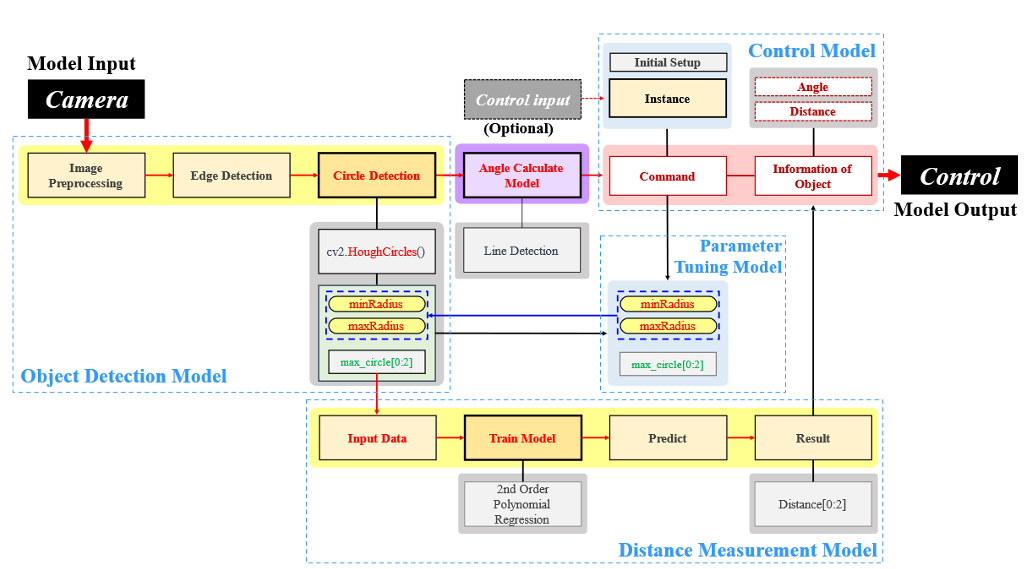 Model Input
Camera
Control Model
Initial Setup
Instance
Control input
(Optional)
Angle
Distance
Image
Preprocessing
Edge Detection
Circle Detection
Angle Calculate
Model
Command
Information of
Object
Control
Model Output
cv2.HoughCircles()
Line Detection
Parameter
Tuning Model
minRadius
maxRadius
max_circle[0:2]
minRadius
maxRadius
max_circle[0:2]
Object Detection Model
Input Data
Train Model
Predict
Result
2nd Order
Polynomial
Regression
Distance[0:2]
Distance Measurement Model